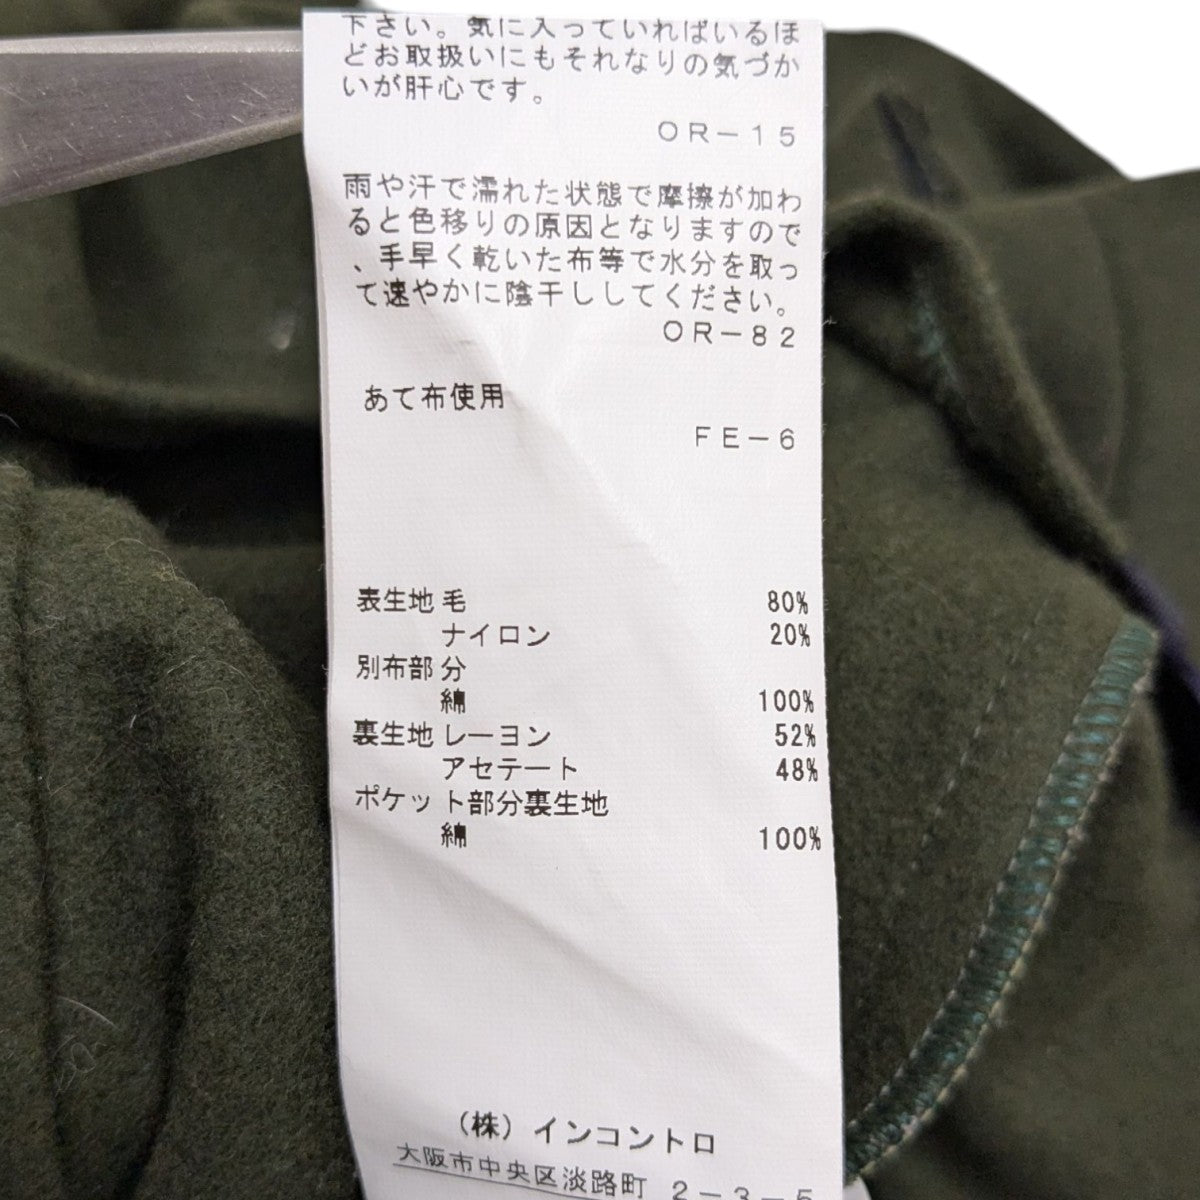 下さい。気に入っていればいるほ
どお取扱いにもそれなりの気づか
いが肝心です。
OR－15
雨や汗で濡れた状態で摩擦が加わ
ると色移りの原因となりますので
、手早く乾いた布等で水分を取っ
て速やかに陰干ししてください。
OR－82
あて布使用
FE－6
表生地 毛 80%
ナイロン 20%
別布部分
綿 100%
裏生地 レーヨン 52%
アセテート 48%
ポケット部分裏生地
綿 100%
（株）インコントロ
大阪市中央区淡路町 2－3－5